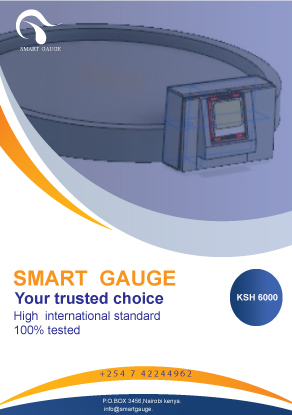 SMART GAUGE
SMART GAUGE
Your trusted choice
High international standard
100% tested
KSH 6000
+254 7 42244962
P.O.BOX 3456,Nairobi kenya.
info@smartgauge.